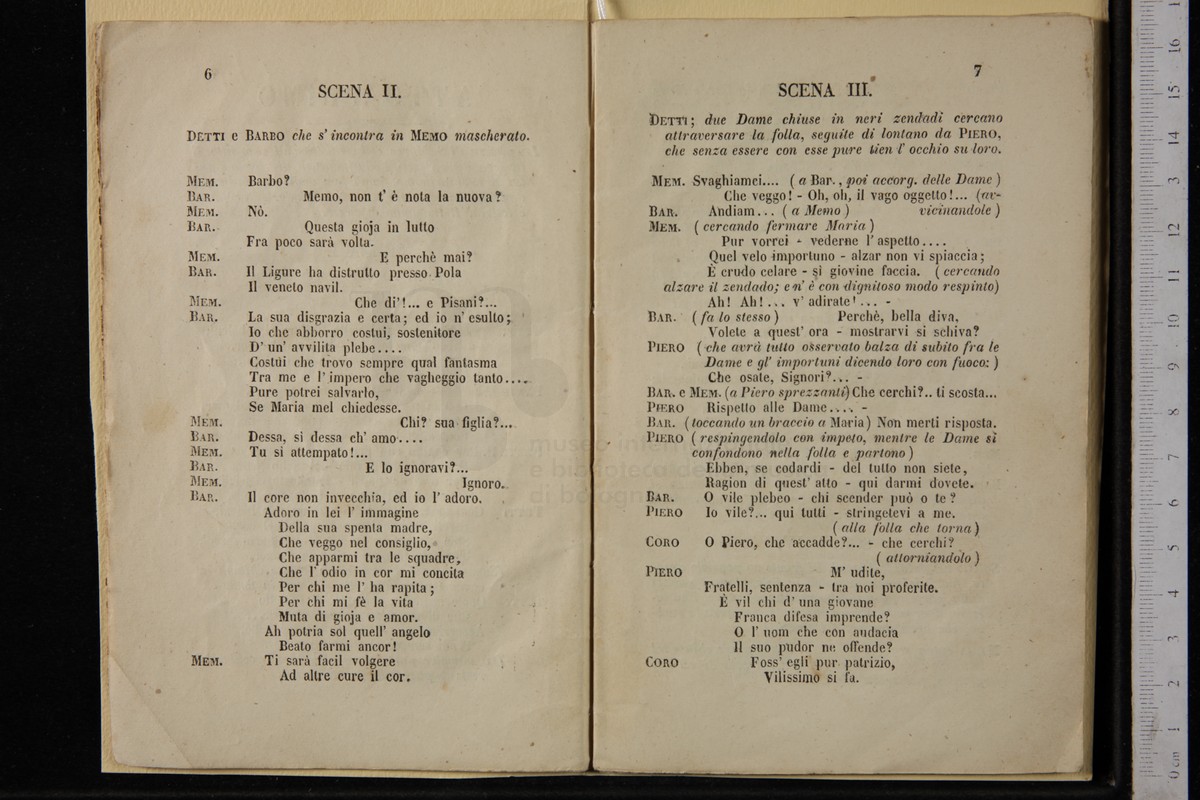 6
SCENA II.
DETTI e BARBO che s' incontra in MEMO mascherato.
MEM. Barbo?
BAR. Memo, non t' è nota la nuova?
MEM. Nò.
BAR. Questa gioja in lutto
Fra poco sarà volta.
MEM. E perchè mai?
BAR. Il Ligure ha distrutto presso Pola
Il veneto navil.
MEM. Che di'!... e Pisani?...
BAR. La sua disgrazia e certa; ed io n' esulto;
Io che abborro costui, sostenitore
D' un' avvilita plebe....
Costúi che trovo sempre qual fantasma
Tra me e l' impero che vagheggio tanto....
Pure potrei salvarlo,
Se Maria mel chiedesse.
MEM. Chi? sua figlia?...
BAR. Dessa, si dessa ch' amo....
MEM. Tu si attempato!...
BAR. E lo ignoravi?...
MEM. Ignoro.
BAR. Il core non invecchia, ed io l' adoro.
Adoro in lei l' immagine
Della sua spenta madre,
Che veggo nel consiglio,
Che apparmi tra le squadre,
Che l' odio in cor mi concita
Per chi me l' ha rapita;
Per chi mi fè la vita
Muta di gioja e amor.
Ah potria sol quell' angelo
Beato farmi ancor!
MEM. Ti sarà facil volgere
Ad altre cure il cor.
7
SCENA III.
DETTI; due Dame chiuse in neri zendadi cercano
attraversare la folla, seguite di lontano da PIERO,
che senza essere con esse pure tien l' occhio su loro.
MEM. Svaghiamci.... ( a Bar., poi accorg. delle Dame )
Che veggo! - Oh, oh, il vago oggetto!... (av-
BAR. Andiam... ( a Memo ) vicinandole )
MEM. ( cercando fermare Maria )
Pur vorrei - vederne l' aspetto....
Quel velo importuno - alzar non vi spiaccia;
È crudo celare - si giovine faccia. ( cercando
alzare il zendado; e n' è con dignitoso modo respinto)
Ah! Ah!... v' adirate!... -
BAR. ( fa lo stesso ) Perchè, bella diva,
Volete a quest' ora - mostrarvi si schiva?
PIERO ( che avrà tutto osservato balza di subito fra le
Dame e gl' importuni dicendo loro con fuoco: )
Che osate, Signori?... -
BAR. e MEM. (a Piero sprezzanti) Che cerchi?.. ti scosta...
PIERO Rispetto alle Dame.... -
BAR. ( toccando un braccio a Maria) Non merti risposta.
PIERO ( respingendolo con impeto, mentre le Dame si
confondono nella folla e partono )
Ebben, se codardi - del tutto non siete,
Ragion di quest' atto - qui darmi dovete.
BAR. O vile plebeo - chi scender può o te?
PIERO Io vile?... qui tutti - stringetevi a me.
( alla folla che torna)
CORO O Piero, che accadde?... - che cerchi?
( attorniandolo )
PIERO M' udite,
Fratelli, sentenza - tra noi proferite.
È vil chi d' una giovane
Franca difesa imprende?
O l' uom che con audacia
Il suo pudor ne offende?
CORO Foss' egli pur patrizio,
Vilissimo si fa.